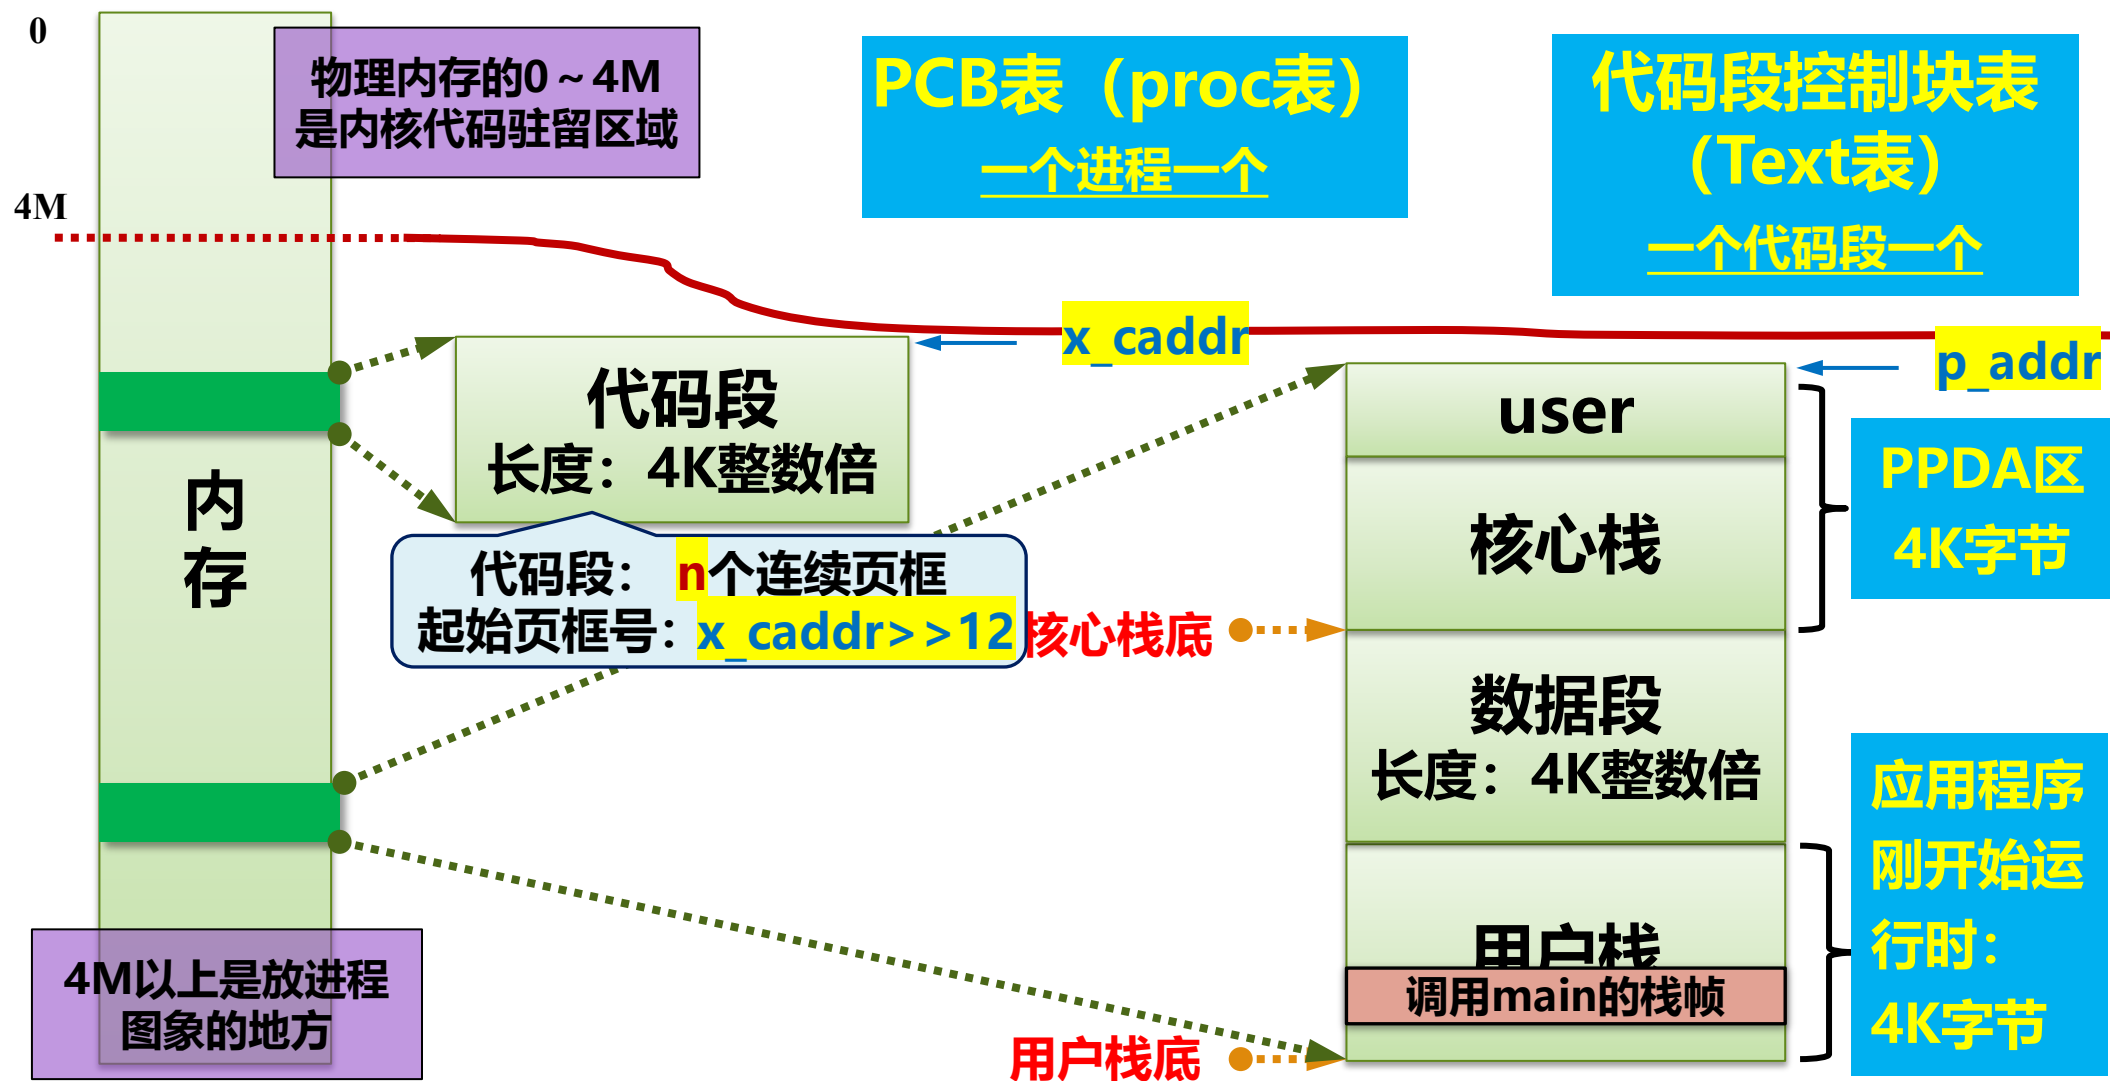 0
物理内存的0～4M
是内核代码驻留区域
PCB表（proc表）
一个进程一个
代码段控制块表
（Text表）
一个代码段一个
4M
x_caddr
p_addr
代码段
长度：4K整数倍
user
核心栈
PPDA区
4K字节
内
存
代码段： n个连续页框
起始页框号：x_caddr>>12
核心栈底
数据段
长度：4K整数倍
应用程序
刚开始运
行时：
4K字节
用户栈
调用main的栈帧
4M以上是放进程
图象的地方
用户栈底